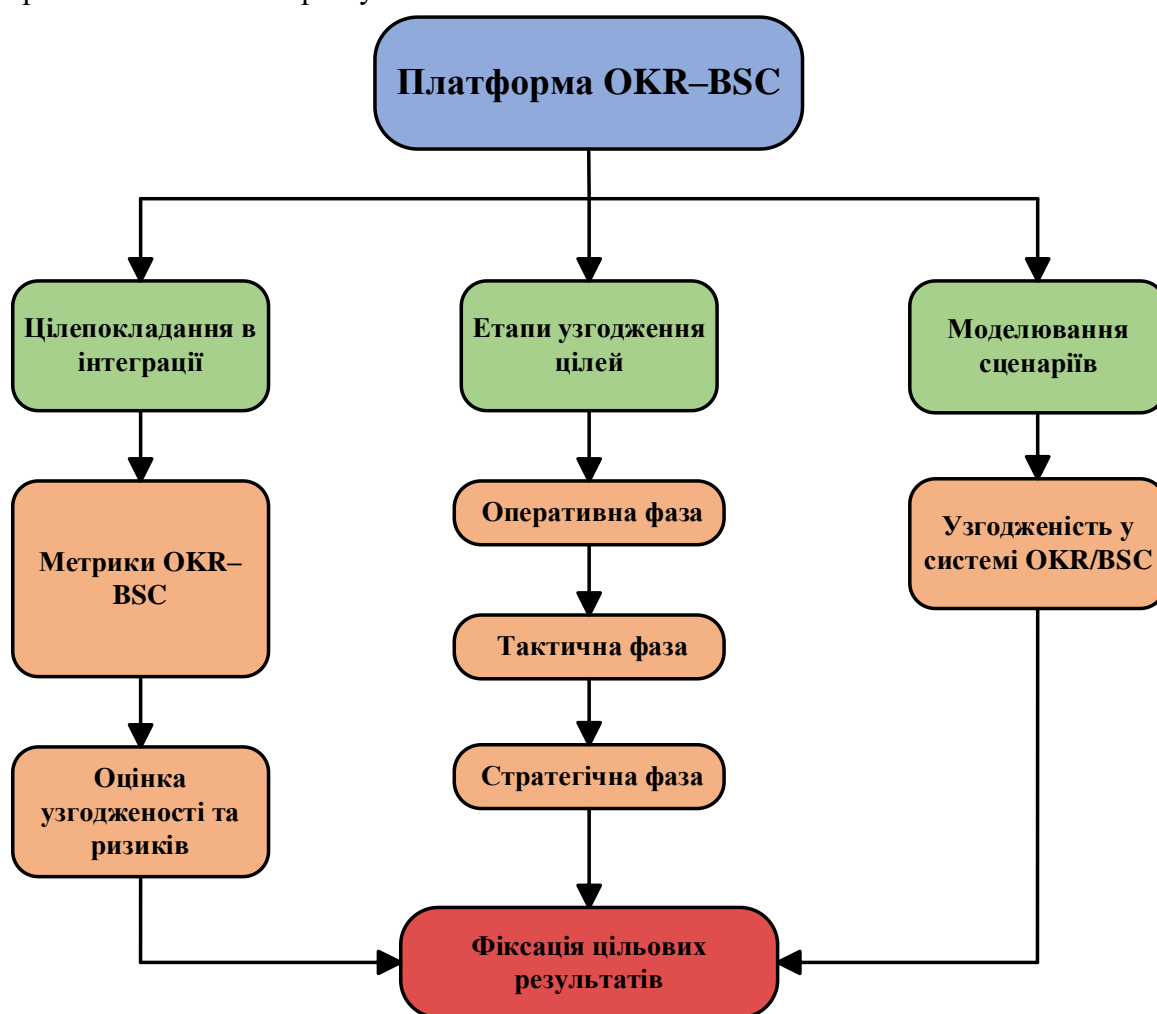 Платформа OKR–BSC
Цілепокладання в
інтеграції
Етапи узгодження
цілей
Моделювання
сценаріїв
Метрики OKR–
BSC
Оперативна фаза
Узгодженість у
системі OKR/BSC
Тактична фаза
Стратегічна фаза
Оцінка
узгодженості та
ризиків
Фіксація цільових
результатів